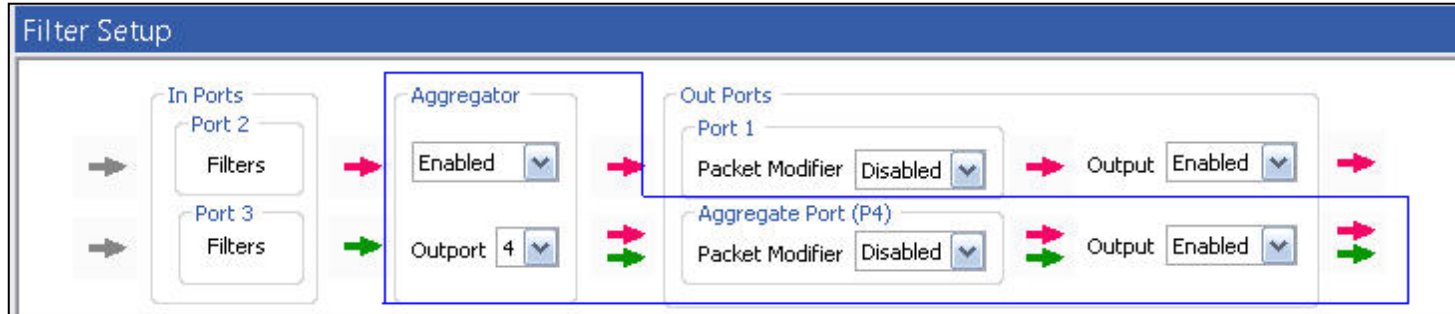 Filter Setup
In Ports
Port 2
Filters
Port 3
Filters
Aggregator
Enabled
Outport 4
Out Ports
Port 1
Packet Modifier Disabled
Output Enabled
Aggregate Port (P4)
Packet Modifier Disabled
Output Enabled